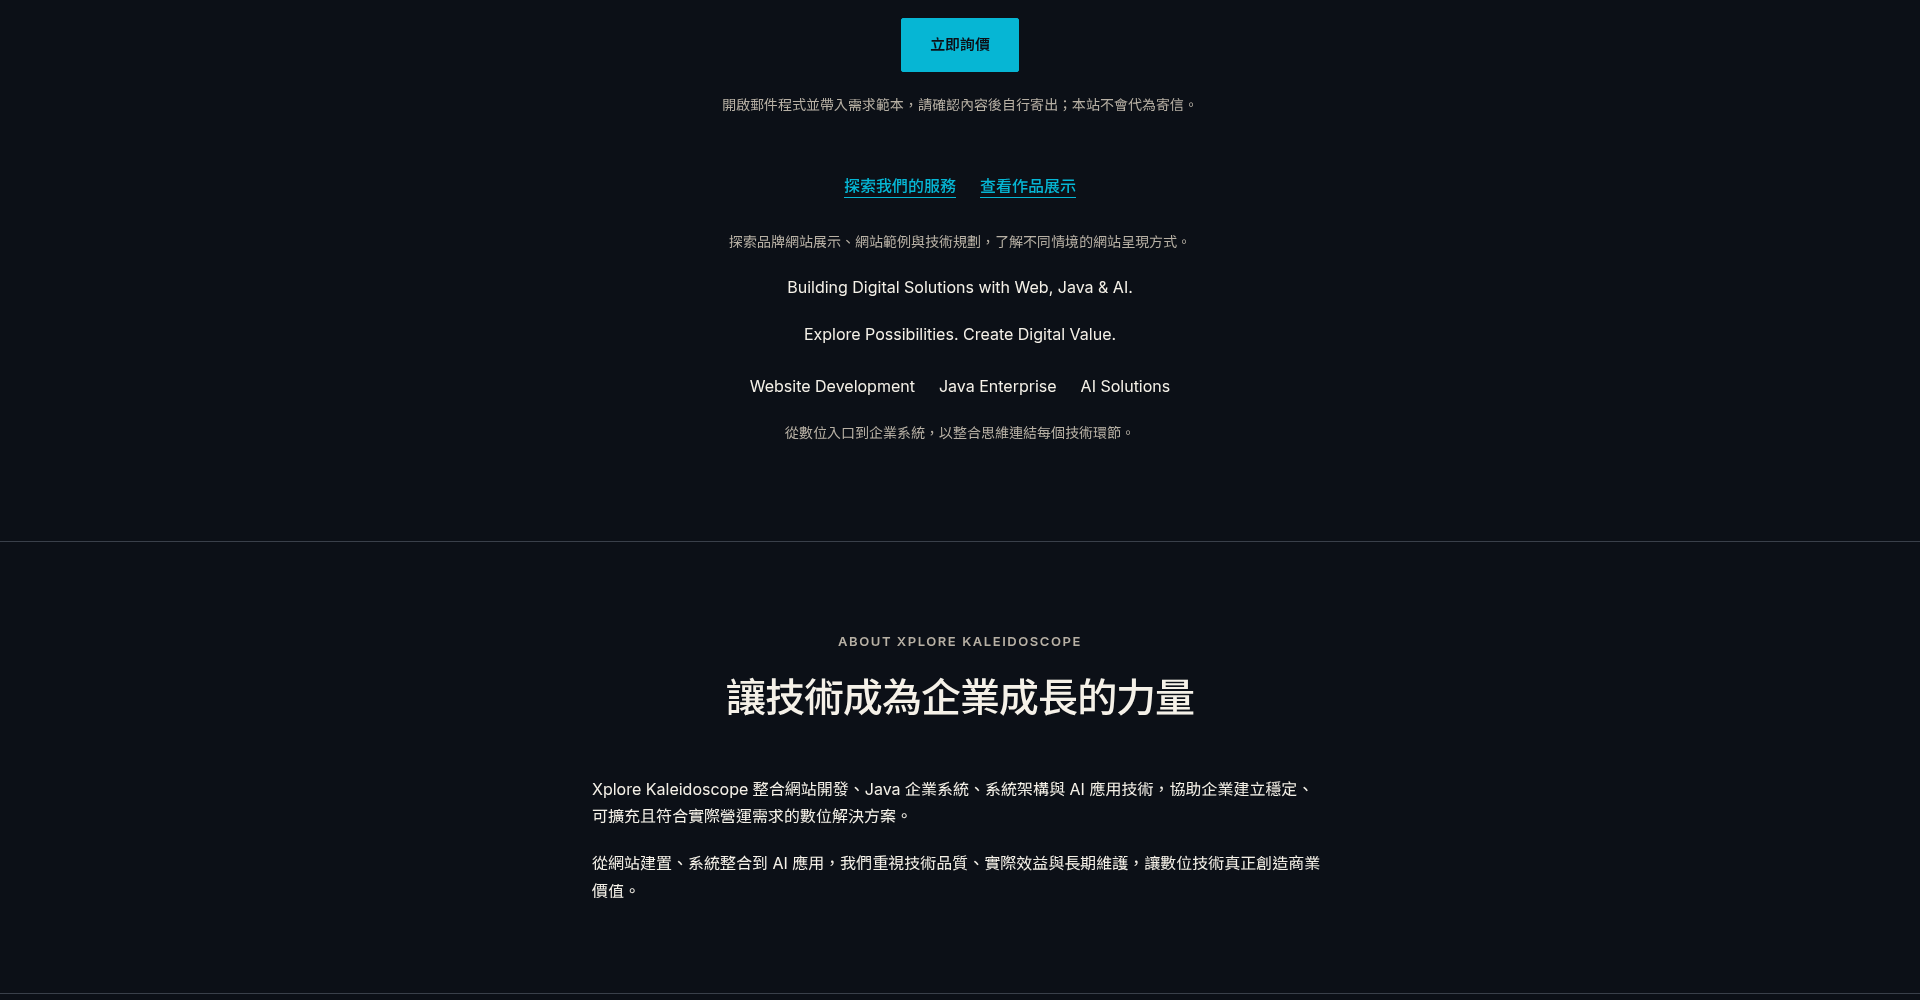 立即詢價
開啟郵件程式並帶入需求範本，請確認內容後自行寄出；本站不會代為寄信。
探索我們的服務 查看作品展示
探索品牌網站展示、網站範例與技術規劃，了解不同情境的網站呈現方式。
Building Digital Solutions with Web, Java & AI.
Explore Possibilities. Create Digital Value.
Website Development Java Enterprise AI Solutions
從數位入口到企業系統，以整合思維連結每個技術環節。
ABOUT XPLORE KALEIDOSCOPE
讓技術成為企業成長的力量
Xplore Kaleidoscope 整合網站開發、Java 企業系統、系統架構與 AI 應用技術，協助企業建立穩定、
可擴充且符合實際營運需求的數位解決方案。
從網站建置、系統整合到 AI 應用，我們重視技術品質、實際效益與長期維護，讓數位技術真正創造商業
價值。